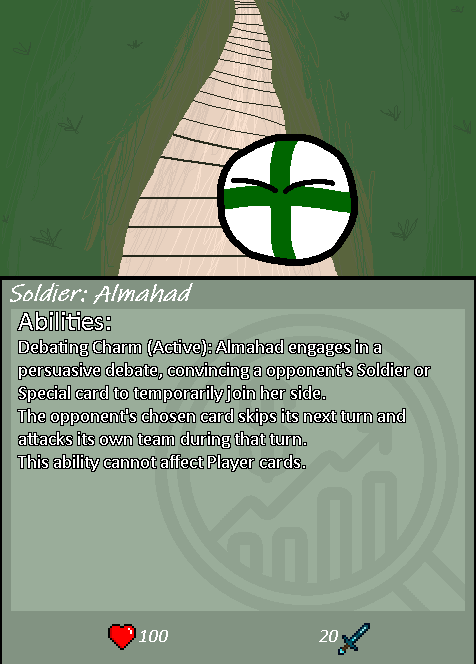 Soldier: Almahad
Abilities:
Debating Charm (Active): Almahad engages in a
persuasive debate, convincing a opponent's Soldier or
Special card to temporarily join her side.
The opponent's chosen card skips its next turn and
attacks its own team during that turn.
This ability cannot affect Player cards.
100
20